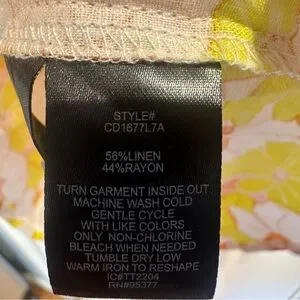 STYLE#
CD1677L7A
56%LINEN
44%RAYON
TURN GARMENT INSIDE OUT
MACHINE WASH COLD
GENTLE CYCLE
WITH LIKE COLORS
ONLY NON-CHLORINE
BLEACH WHEN NEEDED
TUMBLE DRY LOW
WARM IRON TO RESHAPE
IC#TT2204
RN#95377